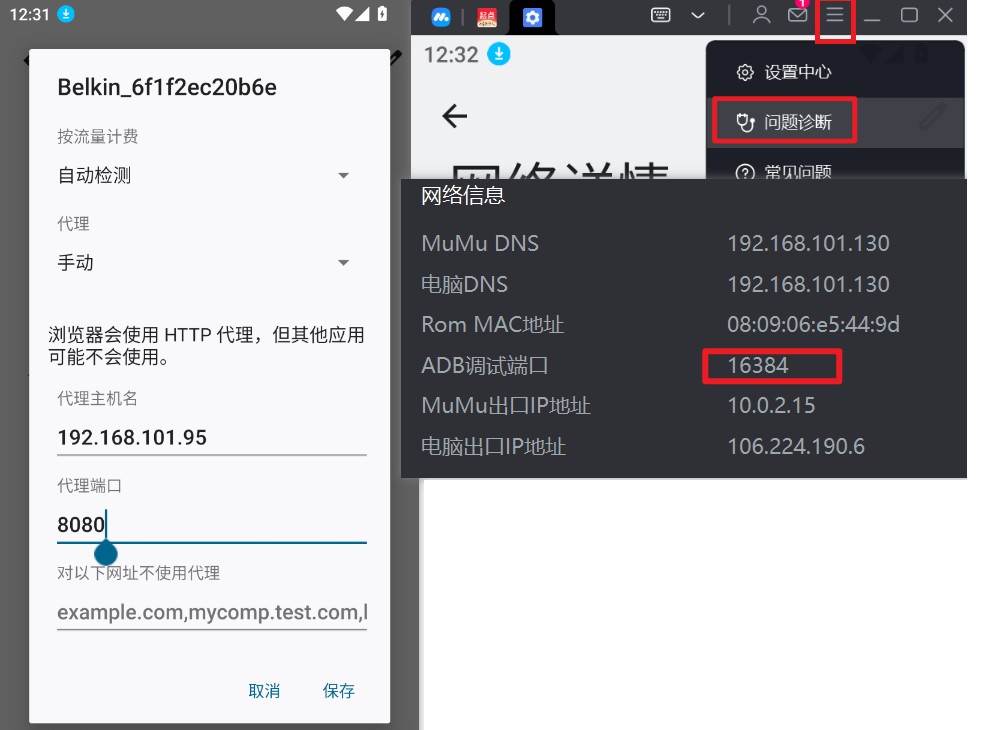 12:31
Belkin_6f1f2ec20b6e
按流量计费
自动检测
代理
手动
浏览器会使用 HTTP 代理，但其他应用
可能不会使用。
代理主机名
192.168.101.95
代理端口
8080
对以下网址不使用代理
example.com,mycomp.test.com,l
取消
保存
起点
1
12:32
设置中心
问题诊断
常见问题
网络详情
网络信息
MuMu DNS
192.168.101.130
电脑DNS
192.168.101.130
Rom MAC地址
08:09:06:e5:44:9d
ADB调试端口
16384
MuMu出口IP地址
10.0.2.15
电脑出口IP地址
106.224.190.6